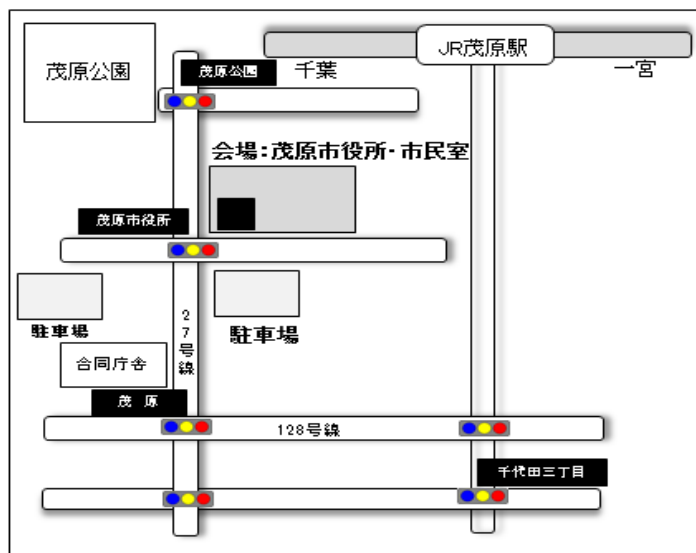 JR茂原駅
茂原公園
茂原公園
千葉
一宮
会場:茂原市役所・市民室
茂原市役所
駐車場
27号線
駐車場
合同庁舎
茂 原
128号線
千代田三丁目